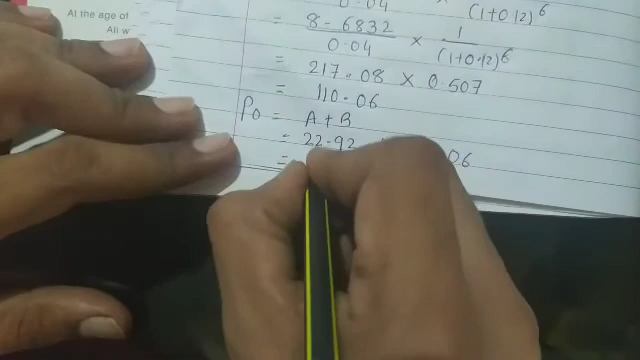 At the age of
Ali w
0.04 × (1+0.12)^6
= 8.6832 / 0.04 × 1 / (1+0.12)^6
= 217.08 × 0.507
= 110.06
P0 = A + B
= 22.92 06
=